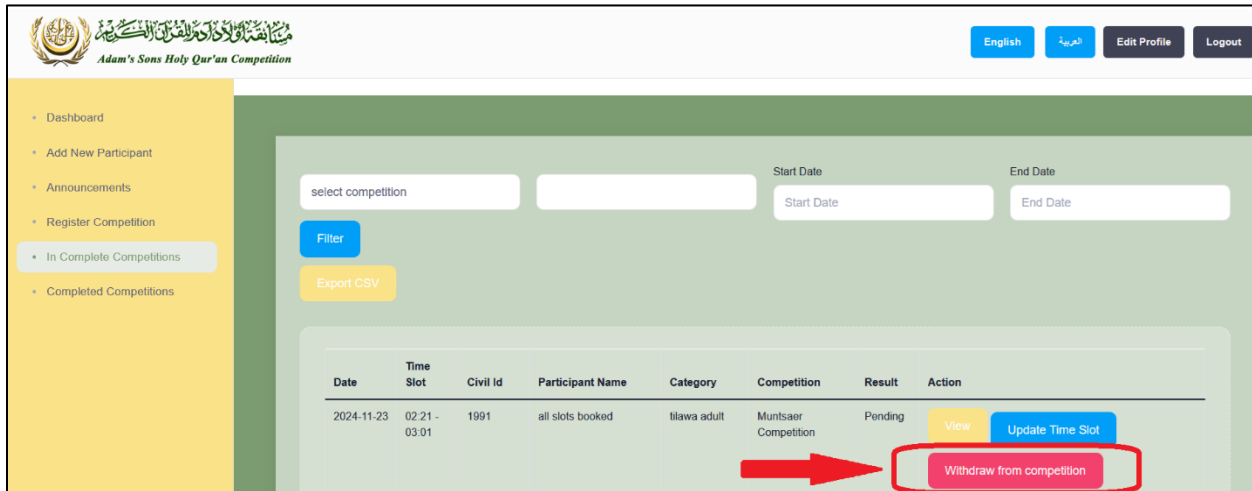 مسابقة أولاد آدم للقرآن الكريم
Adam's Sons Holy Qur'an Competition
English
العربية
Edit Profile
Logout
Dashboard
Add New Participant
Announcements
Register Competition
In Complete Competitions
Completed Competitions
Start Date
End Date
select competition
Start Date
End Date
Filter
Export CSV
Date Time Slot Civil Id Participant Name Category Competition Result Action
2024-11-23 02:21 - 03:01 1991 all slots booked tilawa adult Muntsaer Competition Pending View Update Time Slot
Withdraw from competition